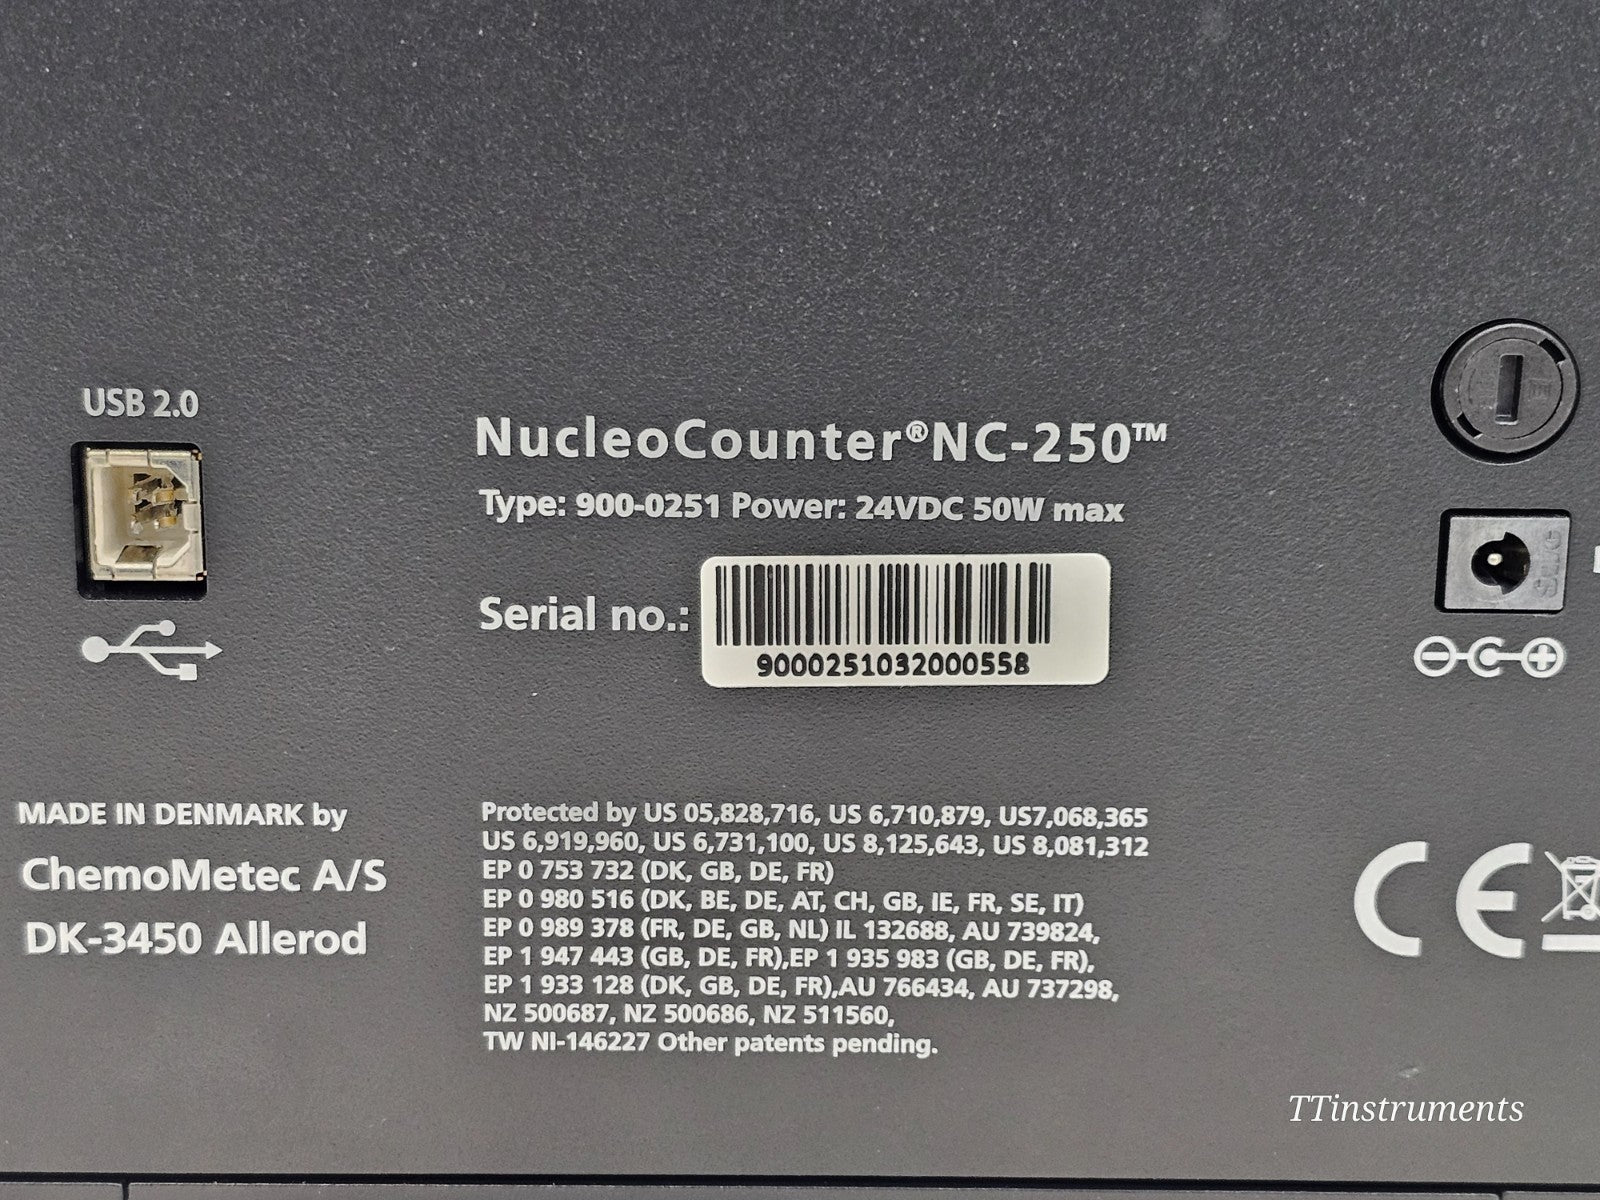 USB 2.0
NucleoCounter®NC-250™
Type: 900-0251 Power: 24VDC 50W max
Serial no.:
9000251032000558
MADE IN DENMARK by
ChemoMetec A/S
DK-3450 Allerod
Protected by US 05,828,716, US 6,710,879, US7,068,365
US 6,919,960, US 6,731,100, US 8,125,643, US 8,081,312
EP 0 753 732 (DK, GB, DE, FR)
EP 0 980 516 (DK, BE, DE, AT, CH, GB, IE, FR, SE, IT)
EP 0 989 378 (FR, DE, GB, NL) IL 132688, AU 739824,
EP 1 947 443 (GB, DE, FR),EP 1 935 983 (GB, DE, FR),
EP 1 933 128 (DK, GB, DE, FR),AU 766434, AU 737298,
NZ 500687, NZ 500686, NZ 511560,
TW NI-146227 Other patents pending.
CE
TTinstruments